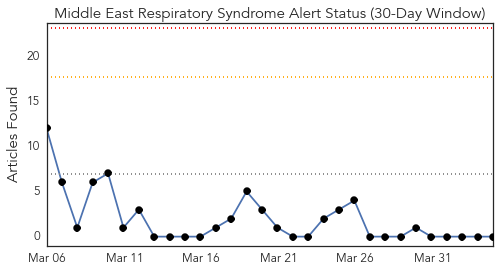 Middle East Respiratory Syndrome Alert Status (30-Day Window)
Articles Found
20
15
10
5
0
Mar 06 Mar 11 Mar 16 Mar 21 Mar 26 Mar 31